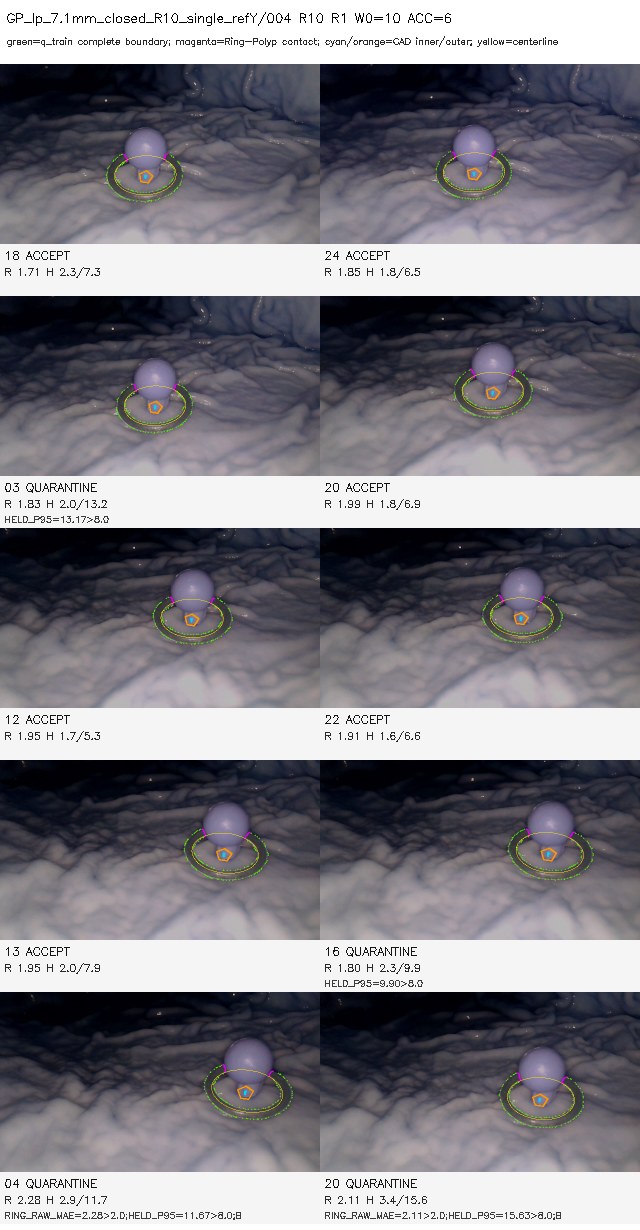 GP_Ip_7.1mm_closed_R10_single_refY/004 R10 R1 W0=10 ACC=6
green=q_train complete boundary; magenta=Ring-Polyp contact; cyan/orange=CAD inner/outer; yellow=centerline
18 ACCEPT
R 1.71 H 2.3/7.3
24 ACCEPT
R 1.85 H 1.8/6.5
03 QUARANTINE
R 1.83 H 2.0/13.2
HELD_P95=13.17>8.0
20 ACCEPT
R 1.99 H 1.8/6.9
12 ACCEPT
R 1.95 H 1.7/5.3
22 ACCEPT
R 1.91 H 1.6/6.6
13 ACCEPT
R 1.95 H 2.0/7.9
16 QUARANTINE
R 1.80 H 2.3/9.9
HELD_P95=9.90>8.0
04 QUARANTINE
R 2.28 H 2.9/11.7
RING_RAW_MAE=2.28>2.0;HELD_P95=11.67>8.0;B
20 QUARANTINE
R 2.11 H 3.4/15.6
RING_RAW_MAE=2.11>2.0;HELD_P95=15.63>8.0;B